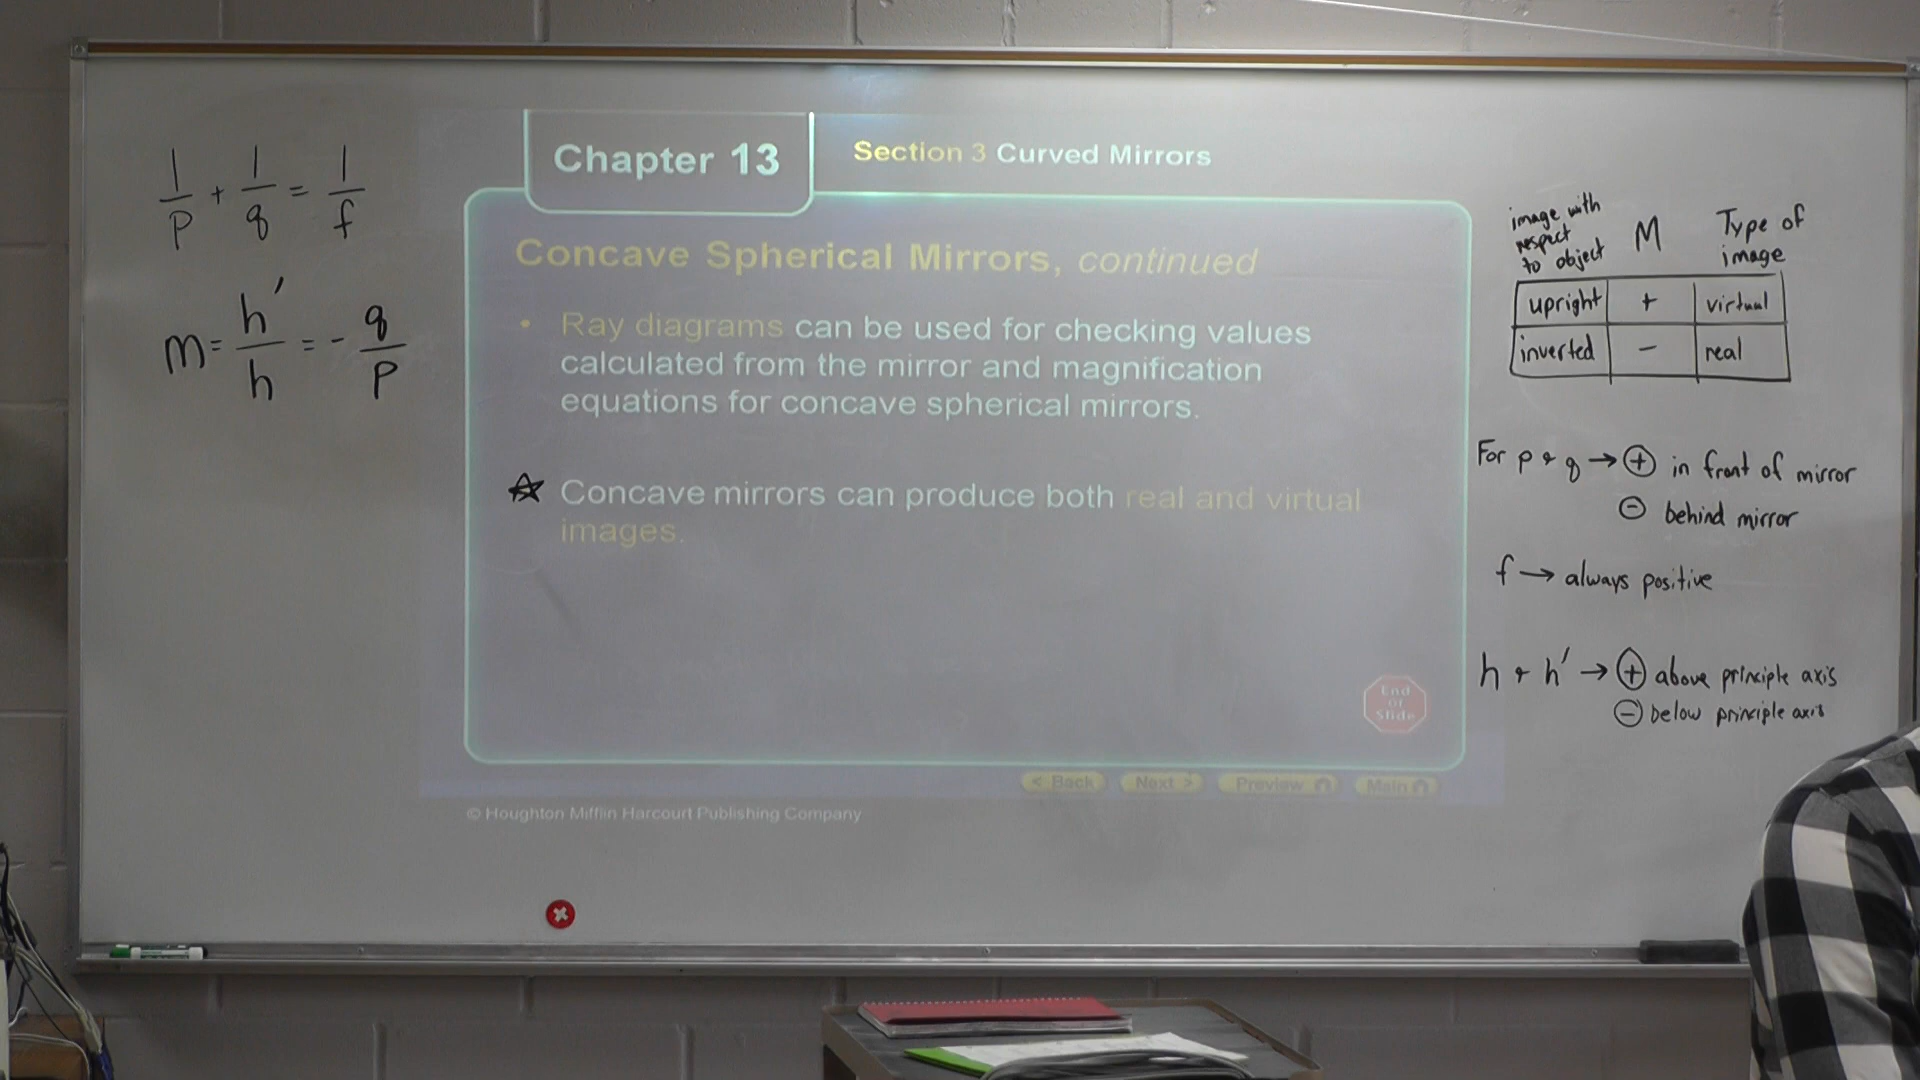 1/p + 1/q = 1/f
m = h'/h = - q/p
Chapter 13
Section 3 Curved Mirrors
Concave Spherical Mirrors, continued
• Ray diagrams can be used for checking values
calculated from the mirror and magnification
equations for concave spherical mirrors.
☆ Concave mirrors can produce both real and virtual
images.
End
of
Slide
< Back
Next >
Preview
Main
© Houghton Mifflin Harcourt Publishing Company
image with
respect
to object
M
Type of
image
upright + virtual
inverted - real
For p & q → ⊕ in front of mirror
⊖ behind mirror
f → always positive
h & h' → ⊕ above principle axis
⊖ below principle axis